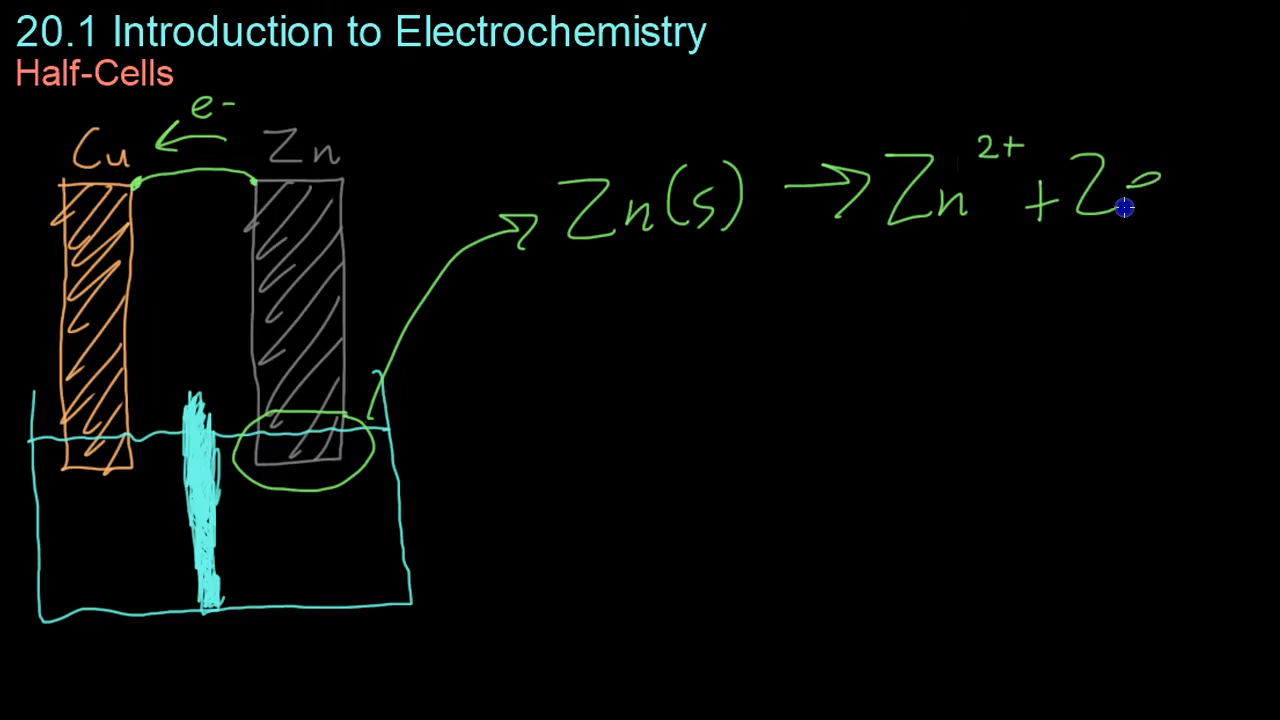 20.1 Introduction to Electrochemistry
Half-Cells
e-
Cu
Zn
Zn(s) → Zn²⁺ + 2e